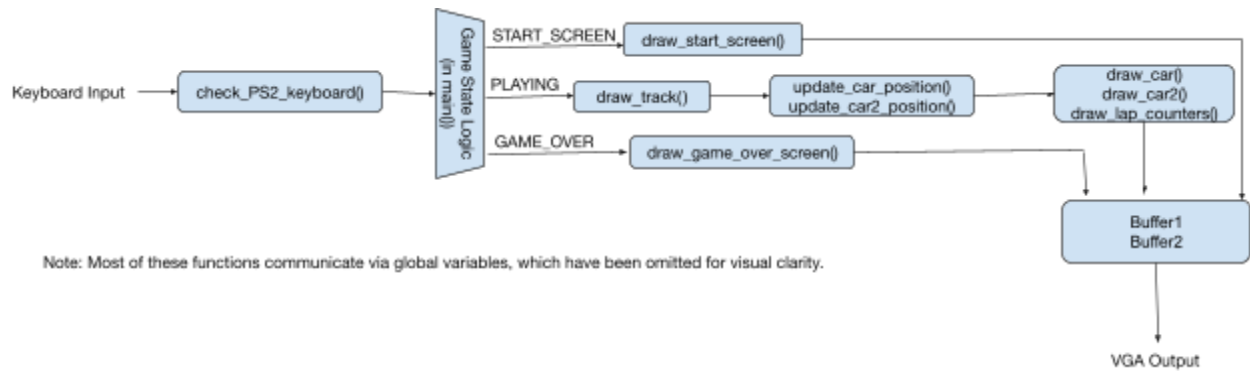 START_SCREEN
draw_start_screen()
Keyboard Input
check_PS2_keyboard()
Game State Logic
(in main())
PLAYING
draw_track()
update_car_position()
update_car2_position()
draw_car()
draw_car2()
draw_lap_counters()
GAME_OVER
draw_game_over_screen()
Buffer1
Buffer2
Note: Most of these functions communicate via global variables, which have been omitted for visual clarity.
VGA Output